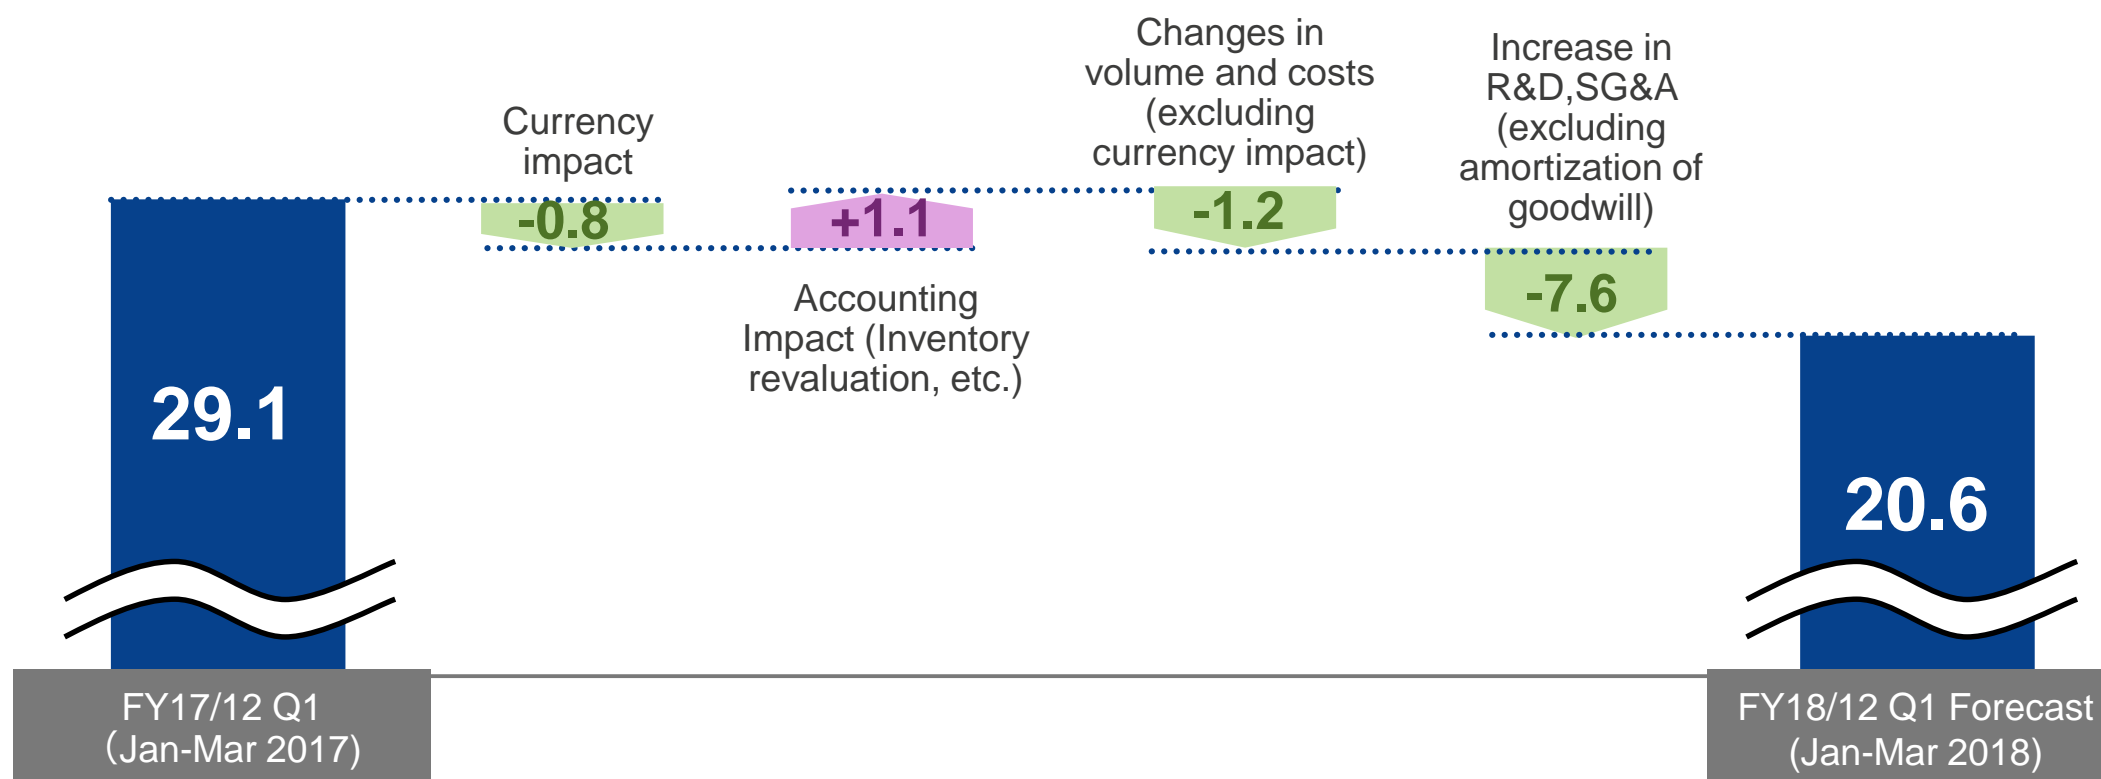 Changes in
volume and costs
(excluding
currency impact)
Increase in
R&D,SG&A
(excluding
amortization of
goodwill)
Currency
impact
-0.8
+1.1
-1.2
-7.6
Accounting
Impact (Inventory
revaluation, etc.)
29.1
20.6
FY17/12 Q1
（Jan-Mar 2017)
FY18/12 Q1 Forecast
(Jan-Mar 2018)